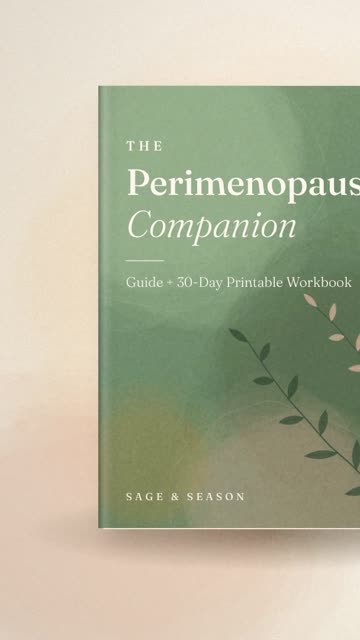 THE
Perimenopaus
Companion
Guide + 30-Day Printable Workbook
SAGE & SEASON